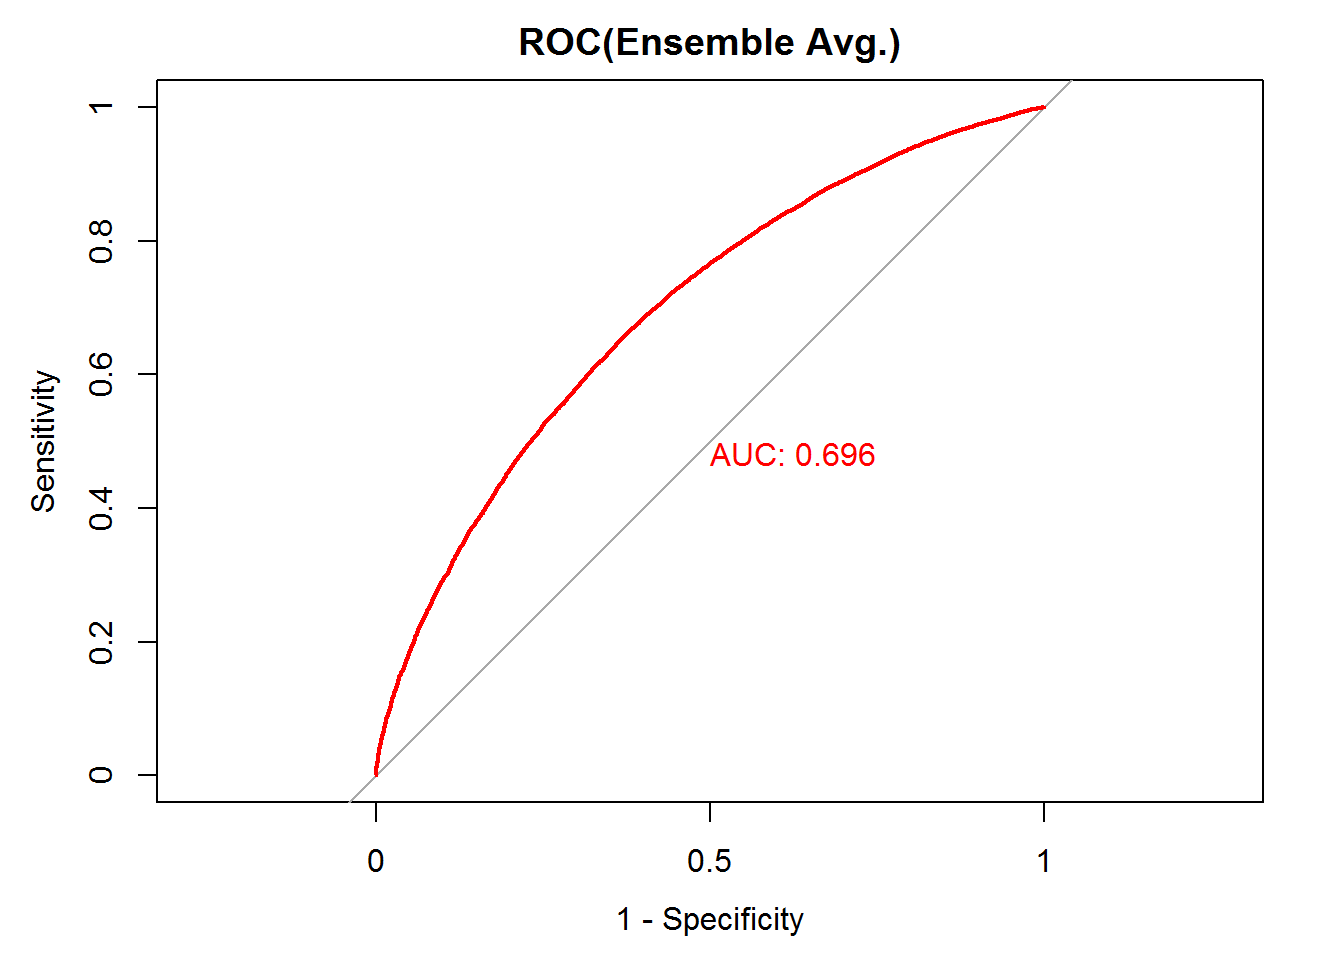 ROC(Ensemble Avg.)
1
0.8
0.6
0.4
0.2
0
Sensitivity
AUC: 0.696
0 0.5 1
1 - Specificity